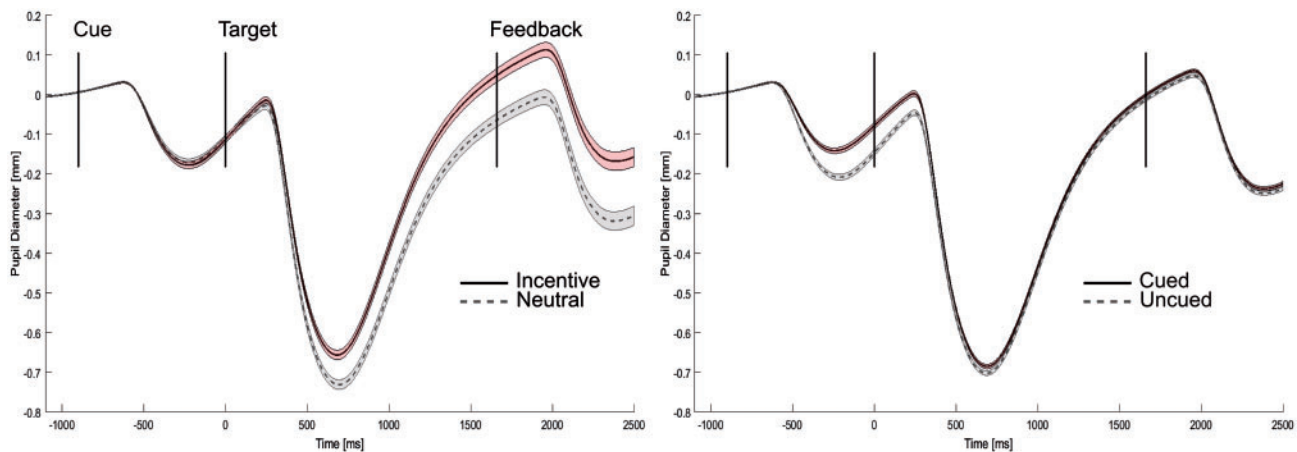 Cue Target Feedback
0.2
0.1
0
-0.1
-0.2
-0.3
-0.4
-0.5
-0.6
-0.7
-0.8
Pupil Diameter [mm]
Incentive
Neutral
-1000 -500 0 500 1000 1500 2000 2500
Time [ms]
0.2
0.1
0
-0.1
-0.2
-0.3
-0.4
-0.5
-0.6
-0.7
-0.8
Pupil Diameter [mm]
Cued
Uncued
-1000 -500 0 500 1000 1500 2000 2500
Time [ms]